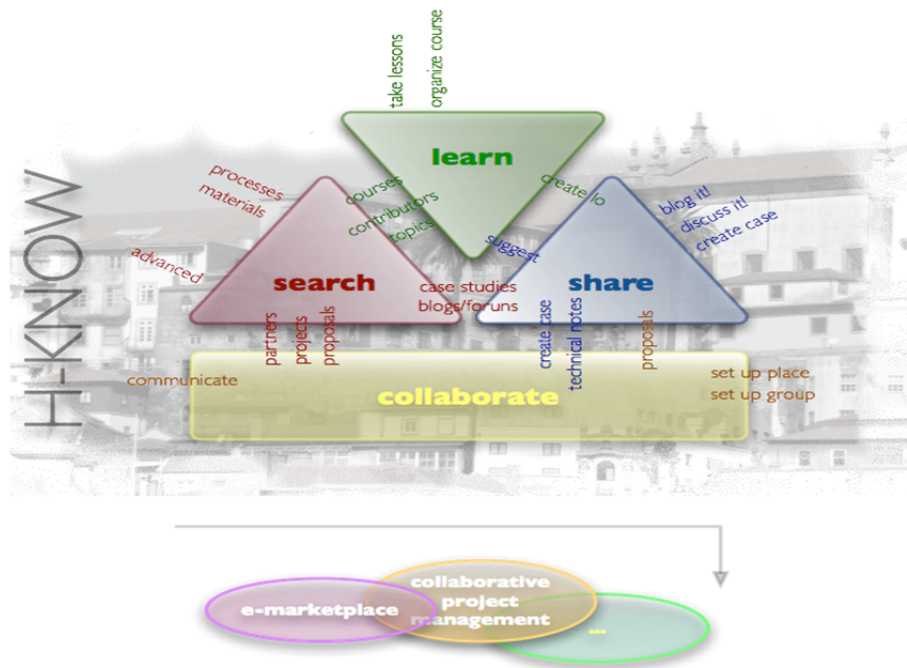 take lessons
organize course
learn
H-KNOW
processes
materials
advanced
courses
contributors
topics
create lo
suggest
blog it!
discuss it!
create case
search
share
case studies
blogs/foruns
partners
projects
proposals
create case
technical notes
proposals
communicate
collaborate
set up place
set up group
e-marketplace
collaborative
project
management
...